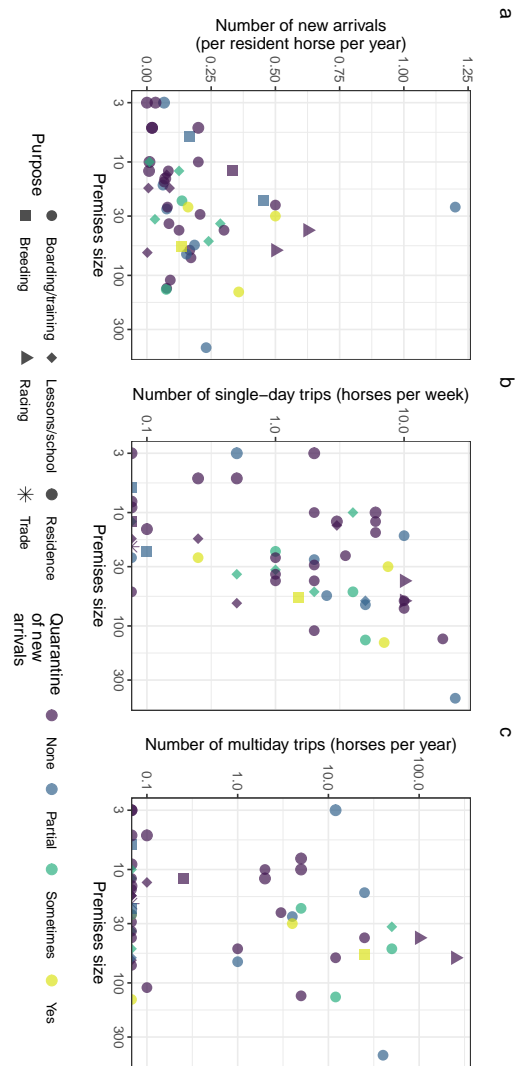 a
Number of new arrivals
(per resident horse per year)
0.00
0.25
0.50
0.75
1.00
1.25
3
10
30
100
300
Premises size
b
Number of single−day trips (horses per week)
0.1
1.0
10.0
3
10
30
100
300
Premises size
c
Number of multiday trips (horses per year)
0.1
1.0
10.0
100.0
3
10
30
100
300
Premises size
Purpose
Boarding/training
Lessons/school
Residence
Breeding
Racing
Trade
Quarantine
of new
arrivals
None
Partial
Sometimes
Yes